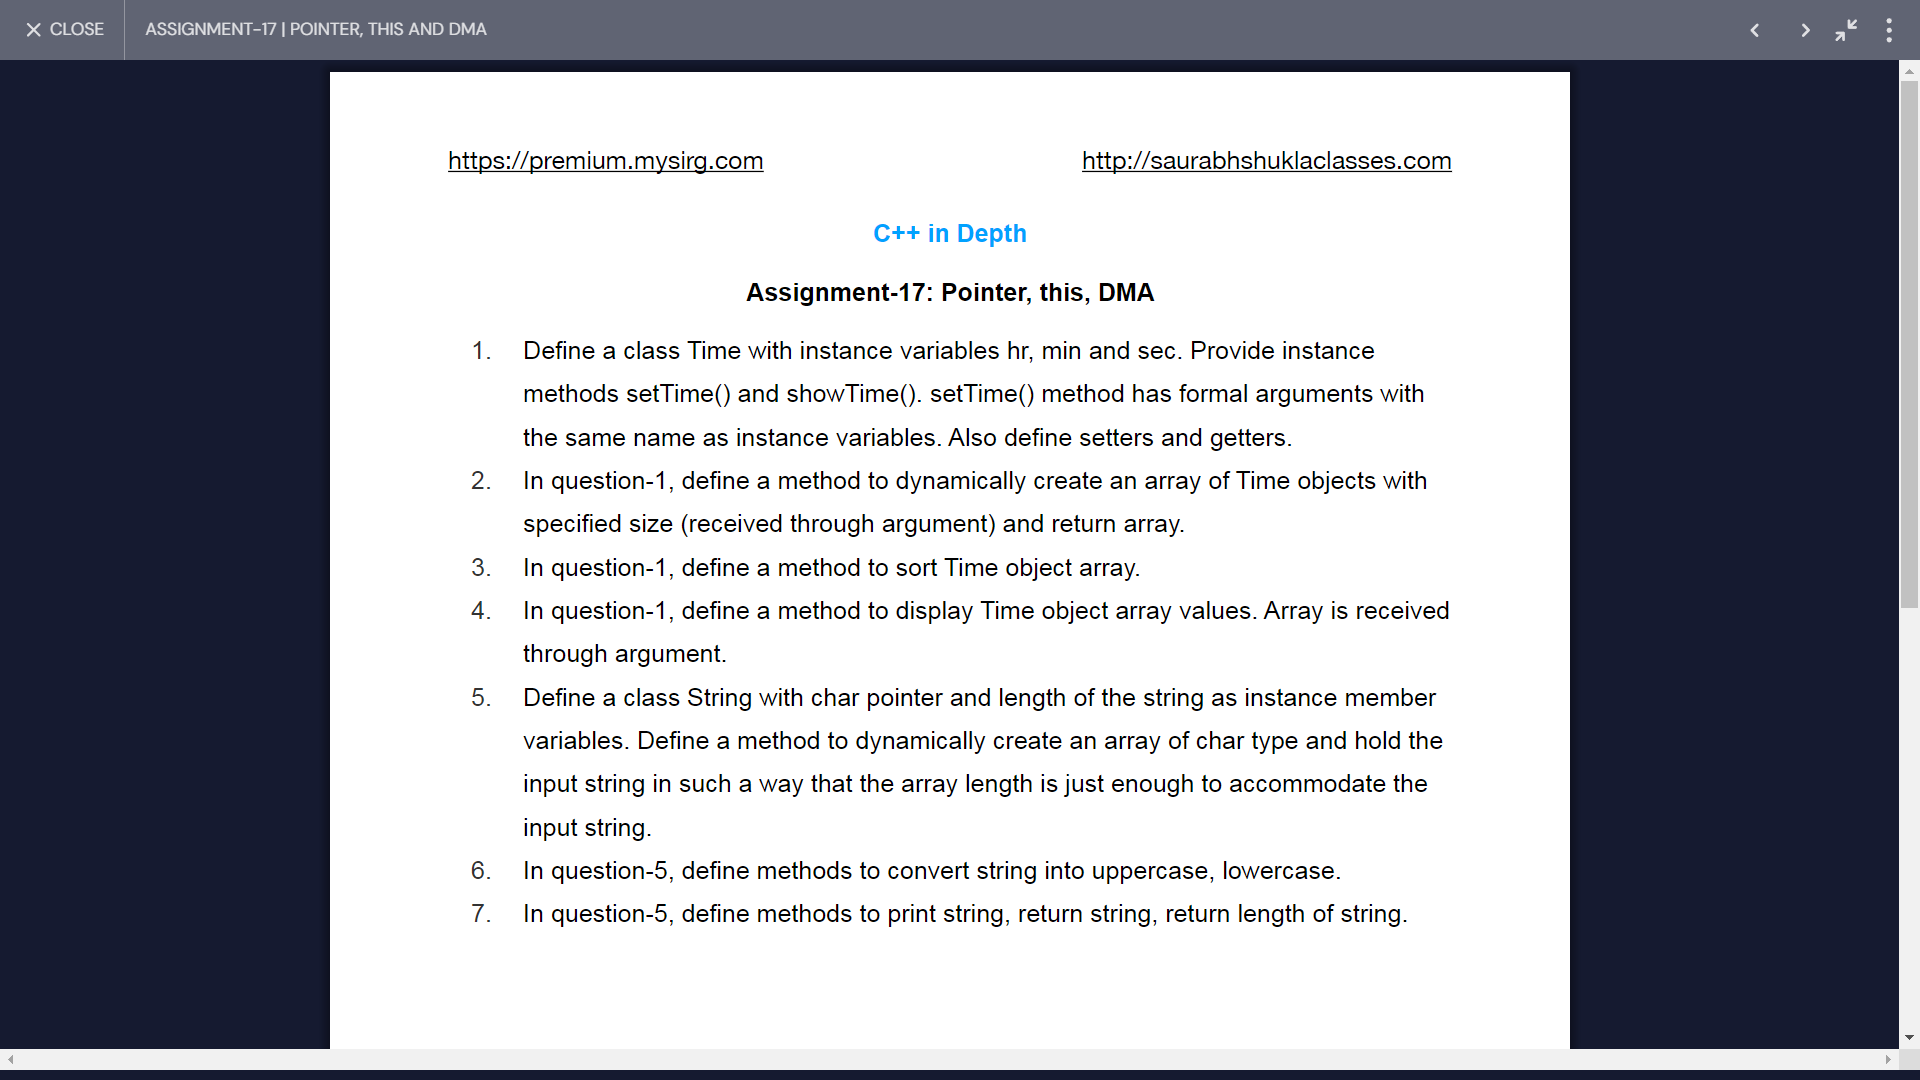 CLOSE
ASSIGNMENT-17 | POINTER, THIS AND DMA
https://premium.mysirg.com
http://saurabhshuklaclasses.com
C++ in Depth
Assignment-17: Pointer, this, DMA
1. Define a class Time with instance variables hr, min and sec. Provide instance
methods setTime() and showTime(). setTime() method has formal arguments with
the same name as instance variables. Also define setters and getters.
2. In question-1, define a method to dynamically create an array of Time objects with
specified size (received through argument) and return array.
3. In question-1, define a method to sort Time object array.
4. In question-1, define a method to display Time object array values. Array is received
through argument.
5. Define a class String with char pointer and length of the string as instance member
variables. Define a method to dynamically create an array of char type and hold the
input string in such a way that the array length is just enough to accommodate the
input string.
6. In question-5, define methods to convert string into uppercase, lowercase.
7. In question-5, define methods to print string, return string, return length of string.